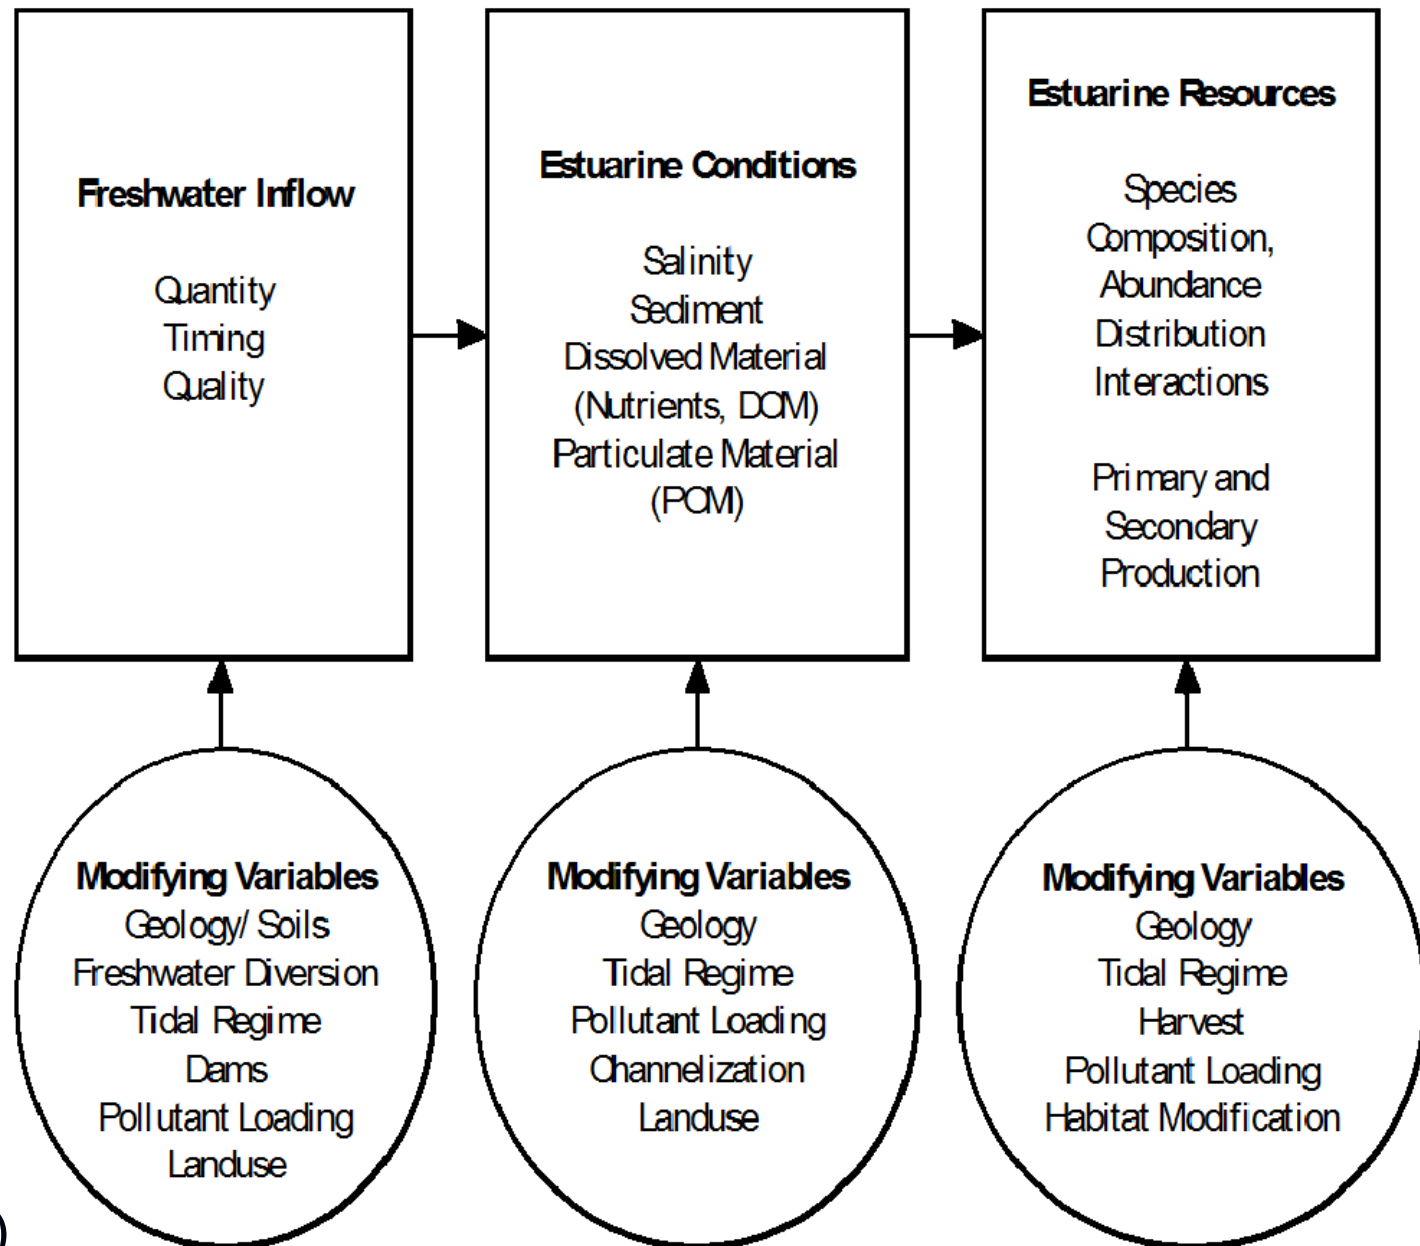 Freshwater Inflow
Quantity
Timing
Quality
Estuarine Conditions
Salinity
Sediment
Dissolved Material
(Nutrients, DOM)
Particulate Material
(POM)
Estuarine Resources
Species
Composition,
Abundance
Distribution
Interactions
Primary and
Secondary
Production
Modifying Variables
Geology/ Soils
Freshwater Diversion
Tidal Regime
Dams
Pollutant Loading
Landuse
Modifying Variables
Geology
Tidal Regime
Pollutant Loading
Channelization
Landuse
Modifying Variables
Geology
Tidal Regime
Harvest
Pollutant Loading
Habitat Modification
)